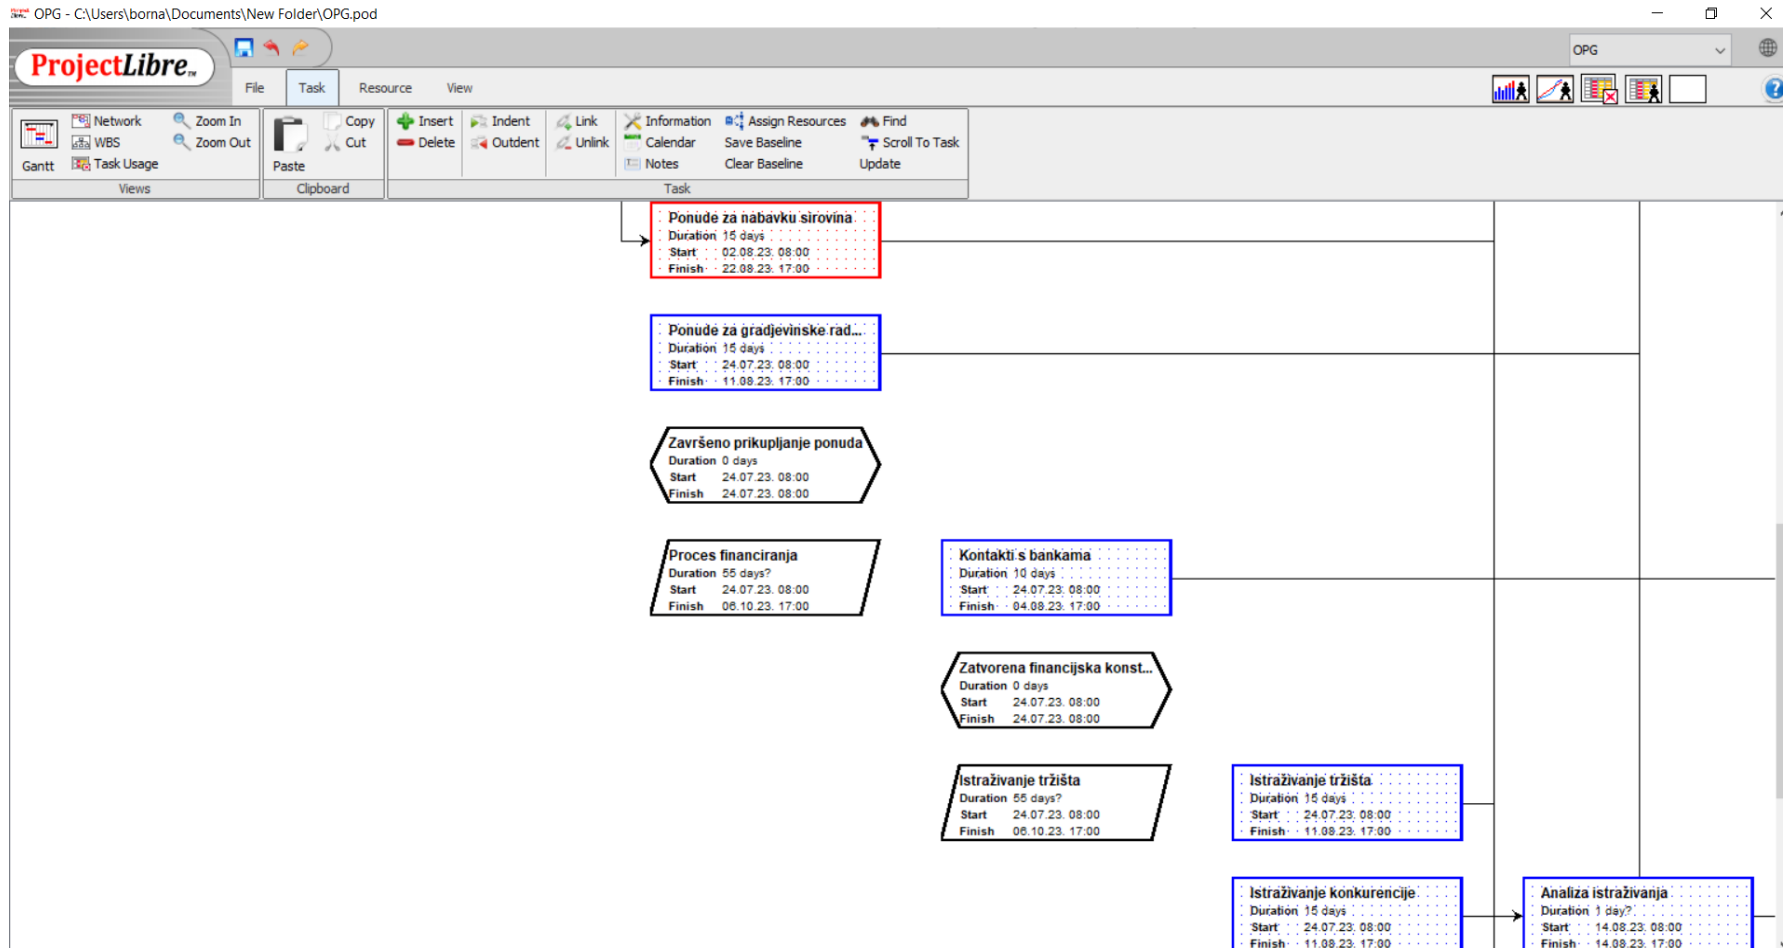 OPG - C:\Users\borna\Documents\New Folder\OPG.pod
ProjectLibre™
OPG
File Task Resource View
Network Zoom In Copy Insert Indent Link Information Assign Resources Find
WBS Zoom Out Cut Delete Outdent Unlink Calendar Save Baseline Scroll To Task
Gantt Task Usage Paste Notes Clear Baseline Update
Views Clipboard Task
Ponude za nabavku sirovina
Duration 15 days
Start 02.08.23. 08:00
Finish 22.08.23. 17:00
Ponude za gradjevinske rad...
Duration 15 days
Start 24.07.23. 08:00
Finish 11.08.23. 17:00
Završeno prikupljanje ponuda
Duration 0 days
Start 24.07.23. 08:00
Finish 24.07.23. 08:00
Proces financiranja
Duration 55 days?
Start 24.07.23. 08:00
Finish 06.10.23. 17:00
Kontakti s bankama
Duration 10 days
Start 24.07.23. 08:00
Finish 04.08.23. 17:00
Zatvorena financijska konst...
Duration 0 days
Start 24.07.23. 08:00
Finish 24.07.23. 08:00
Istraživanje tržišta
Duration 55 days?
Start 24.07.23. 08:00
Finish 06.10.23. 17:00
Istraživanje tržišta
Duration 15 days
Start 24.07.23. 08:00
Finish 11.08.23. 17:00
Istraživanje konkurencije
Duration 15 days
Start 24.07.23. 08:00
Finish 11.08.23. 17:00
Analiza istraživanja
Duration 1 day?
Start 14.08.23. 08:00
Finish 14.08.23. 17:00